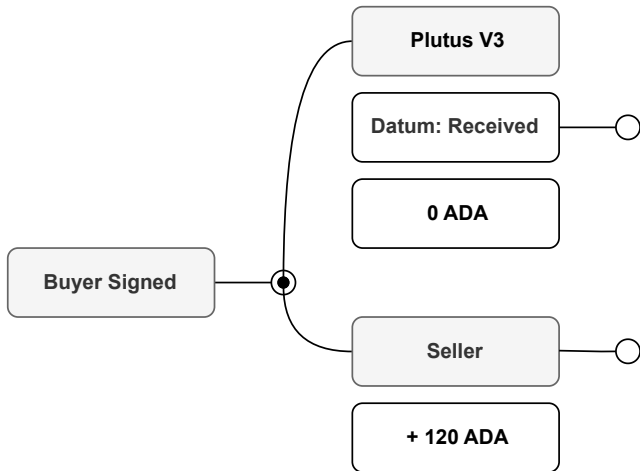 Plutus V3
Datum: Received
0 ADA
Buyer Signed
Seller
+ 120 ADA